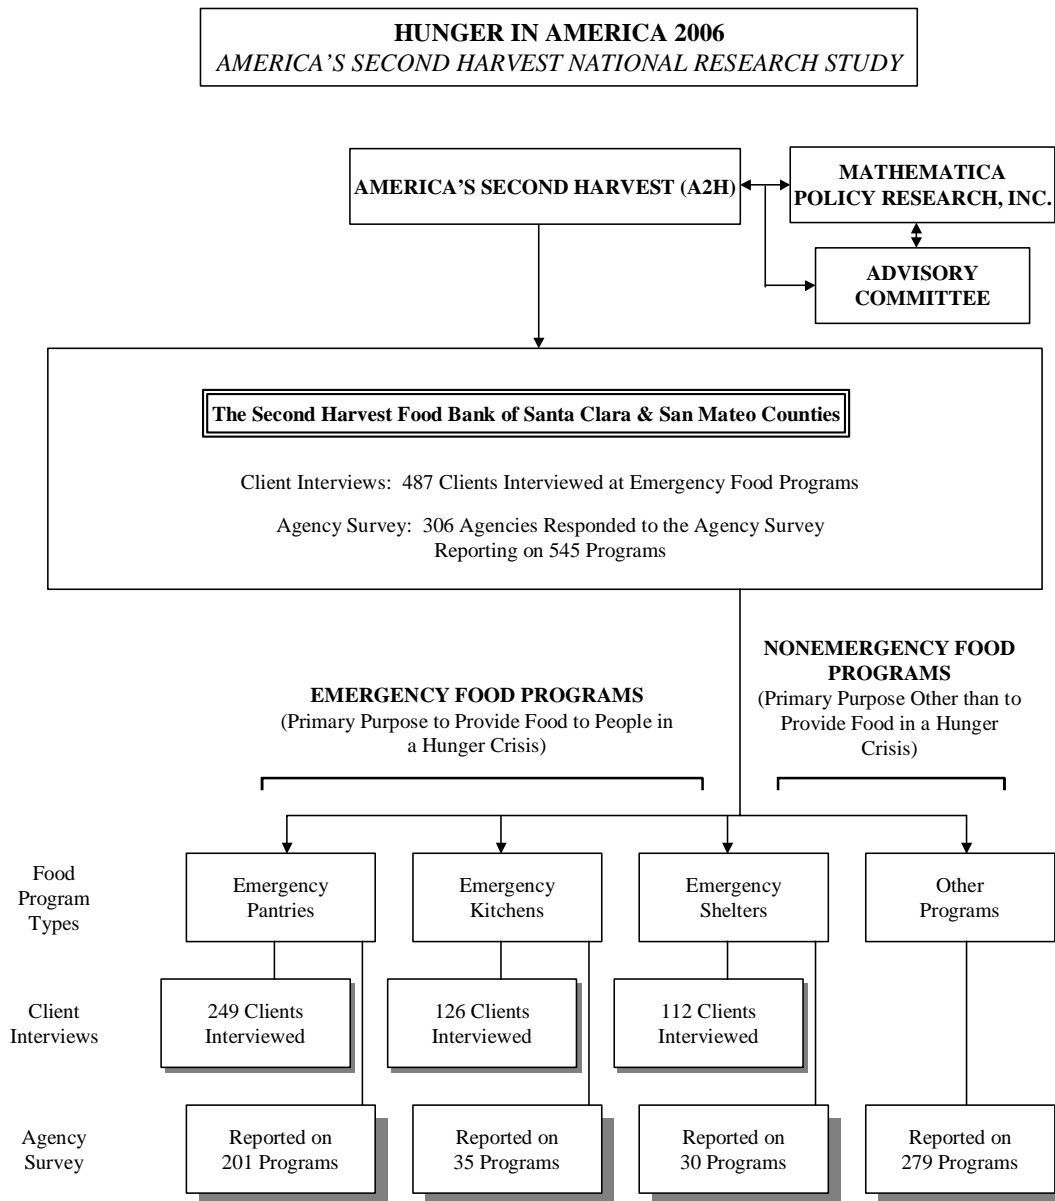 HUNGER IN AMERICA 2006
AMERICA'S SECOND HARVEST NATIONAL RESEARCH STUDY
AMERICA'S SECOND HARVEST (A2H)
MATHEMATICA
POLICY RESEARCH, INC.
ADVISORY
COMMITTEE
The Second Harvest Food Bank of Santa Clara & San Mateo Counties
Client Interviews: 487 Clients Interviewed at Emergency Food Programs
Agency Survey: 306 Agencies Responded to the Agency Survey
Reporting on 545 Programs
EMERGENCY FOOD PROGRAMS
(Primary Purpose to Provide Food to People in
a Hunger Crisis)
NONEMERGENCY FOOD
PROGRAMS
(Primary Purpose Other than to
Provide Food in a Hunger
Crisis)
Food
Program
Types
Emergency
Pantries
Emergency
Kitchens
Emergency
Shelters
Other
Programs
Client
Interviews
249 Clients
Interviewed
126 Clients
Interviewed
112 Clients
Interviewed
Agency
Survey
Reported on
201 Programs
Reported on
35 Programs
Reported on
30 Programs
Reported on
279 Programs